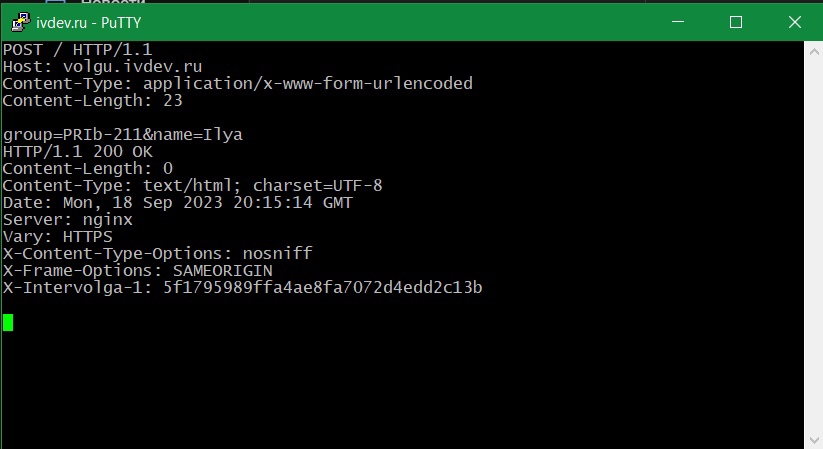 Новости
ivdev.ru - PuTTY
POST / HTTP/1.1
Host: volgu.ivdev.ru
Content-Type: application/x-www-form-urlencoded
Content-Length: 23
group=PRIb-211&name=Ilya
HTTP/1.1 200 OK
Content-Length: 0
Content-Type: text/html; charset=UTF-8
Date: Mon, 18 Sep 2023 20:15:14 GMT
Server: nginx
Vary: HTTPS
X-Content-Type-Options: nosniff
X-Frame-Options: SAMEORIGIN
X-Intervolga-1: 5f1795989ffa4ae8fa7072d4edd2c13b